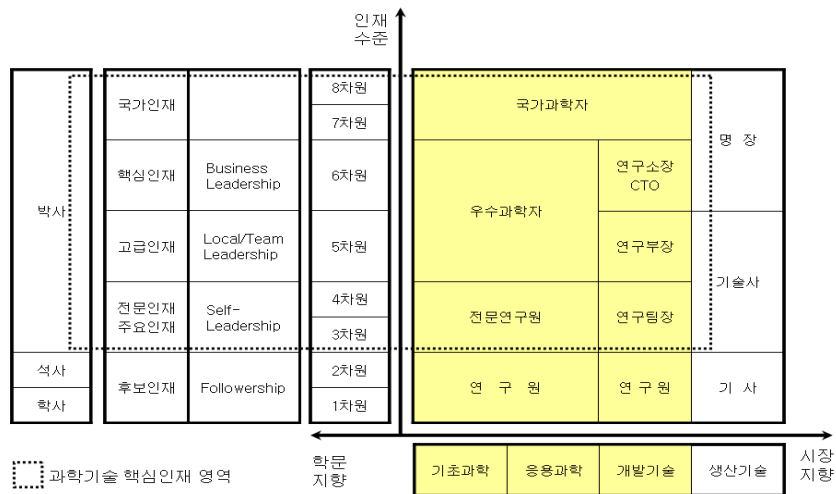 인재
수준
박사
석사
학사
국가인재
핵심인재
Business
Leadership
고급인재
Local/Team
Leadership
전문인재
주요인재
Self-
Leadership
후보인재
Followership
8차원
7차원
6차원
5차원
4차원
3차원
2차원
1차원
국가과학자
우수과학자
연구소장
CTO
연구부장
전문연구원
연구팀장
연 구 원
연 구 원
명 장
기술사
기 사
학문
지향
시장
지향
기초과학
응용과학
개발기술
생산기술
과학기술 핵심인재 영역